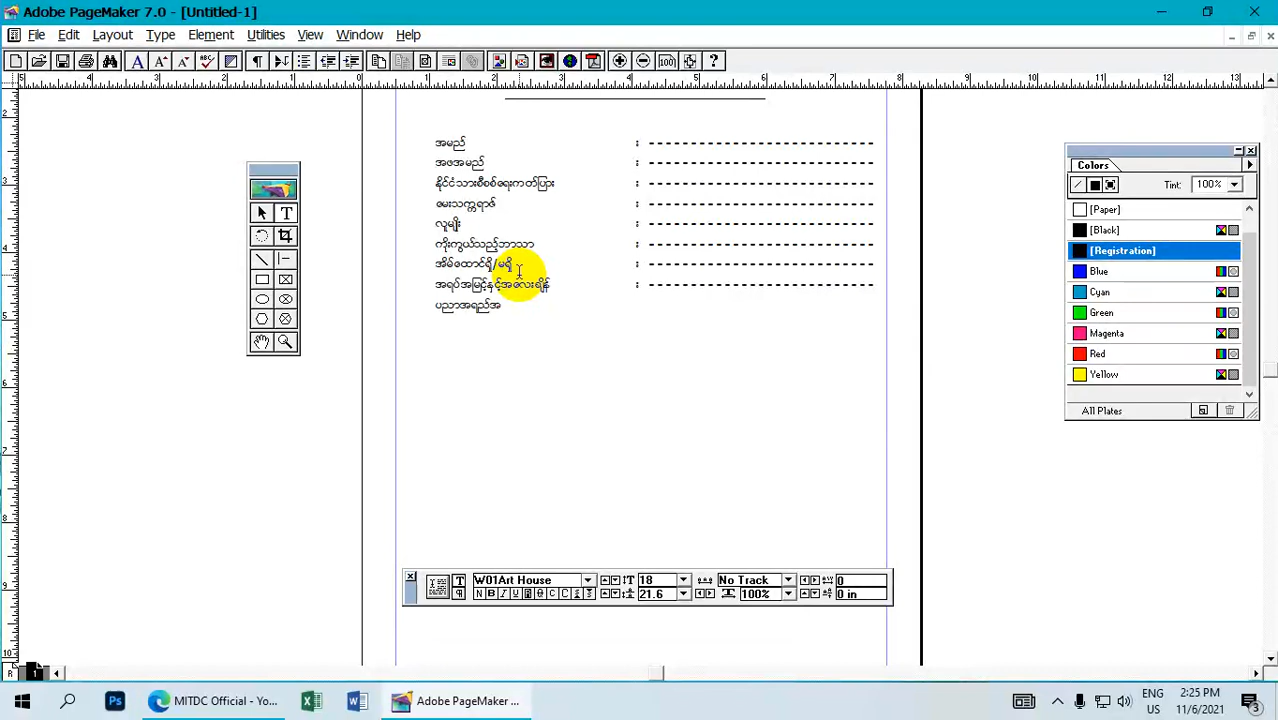 Adobe PageMaker 7.0 - [Untitled-1]
File Edit Layout Type Element Utilities View Window Help
အမည် : ---------------------------
အဖအမည် : ---------------------------
နိုင်ငံသားစီစစ်ရေးကတ်ပြား : ---------------------------
မွေးသက္ကရာဇ် : ---------------------------
လူမျိုး
ကိုးကွယ်သည့်ဘာသာ : ---------------------------
အိမ်ထောင်ရှိ/မရှိ : ---------------------------
အရပ်အမြင့်နှင့်အလေးချိန် : ---------------------------
ပညာအရည်အ
Colors
Tint: 100%
[Paper]
[Black]
[Registration]
Blue
Cyan
Green
Magenta
Red
Yellow
All Plates
W01Art House 18 No Track 0
N B I U C C 21.6 100% 0 in
R 1
MITDC Official - Yo... Adobe PageMaker ... ENG US 2:25 PM 11/6/2021 3